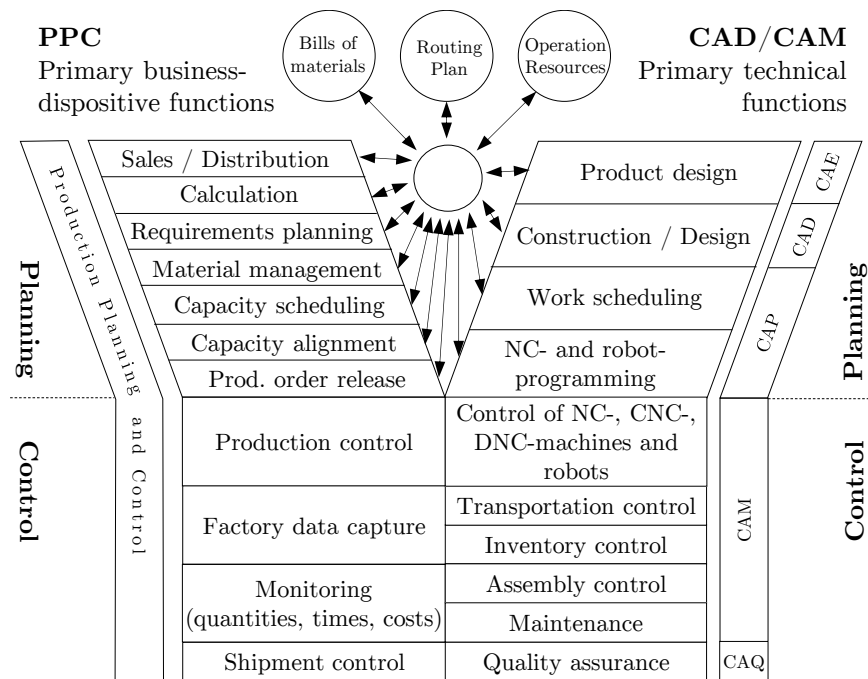 PPC
Primary business-
dispositive functions
Bills of
materials
Routing
Plan
Operation
Resources
CAD/CAM
Primary technical
functions
Planning
Control
Production Planning and Control
Sales / Distribution
Calculation
Requirements planning
Material management
Capacity scheduling
Capacity alignment
Prod. order release
Production control
Factory data capture
Monitoring
(quantities, times, costs)
Shipment control
Product design
Construction / Design
Work scheduling
NC- and robot-
programming
Control of NC-, CNC-,
DNC-machines and
robots
Transportation control
Inventory control
Assembly control
Maintenance
Quality assurance
CAE
CAD
CAP
CAM
CAQ
Planning
Control